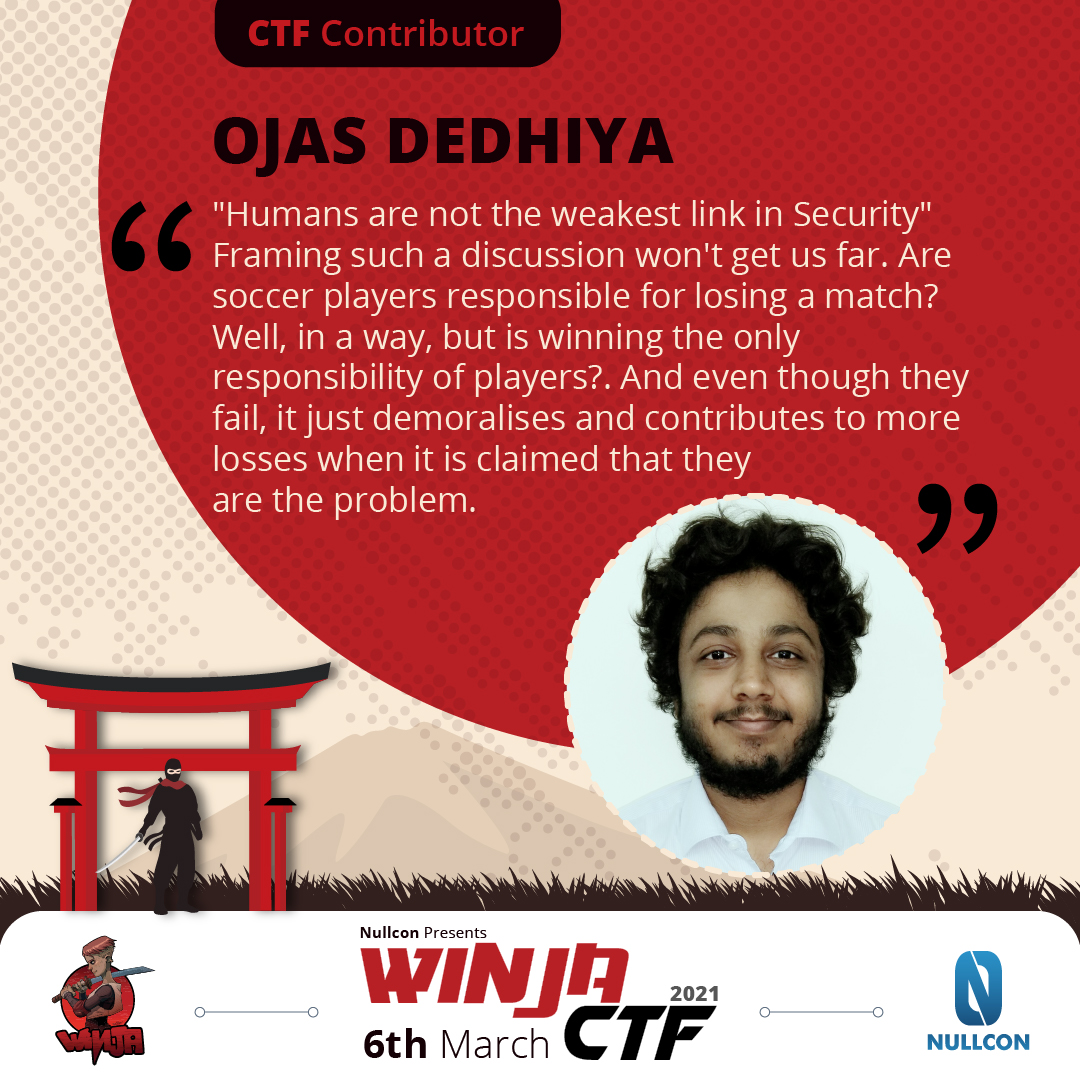 CTF Contributor
OJAS DEDHIYA
“
"Humans are not the weakest link in Security"
Framing such a discussion won't get us far. Are
soccer players responsible for losing a match?
Well, in a way, but is winning the only
responsibility of players?. And even though they
fail, it just demoralises and contributes to more
losses when it is claimed that they
are the problem.
”
Nullcon Presents
WINJA
2021
6th March CTF
WINJA
NULLCON